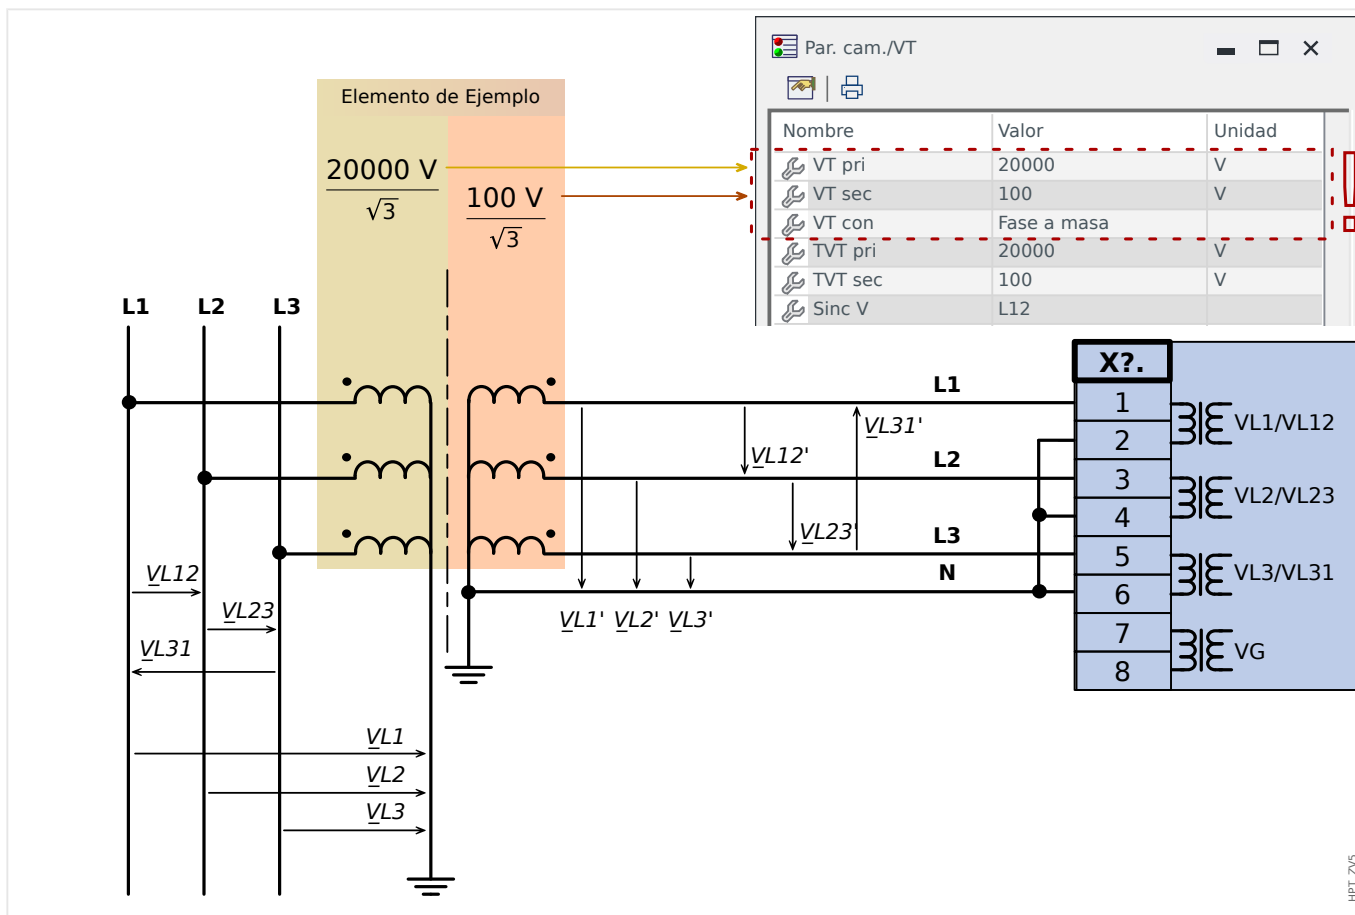 Par. cam./VT
Nombre Valor Unidad
VT pri 20000 V
VT sec 100 V
VT con Fase a masa
TVT pri 20000 V
TVT sec 100 V
Sinc V L12
Elemento de Ejemplo
20000 V
√3
100 V
√3
L1 L2 L3
L1
L2
L3
N
VL12
VL23
VL31
VL1
VL2
VL3
VL1' VL2' VL3'
VL12'
VL23'
VL31'
X?.
1
2
3
4
5
6
7
8
VL1/VL12
VL2/VL23
VL3/VL31
VG
HPT_ZV5